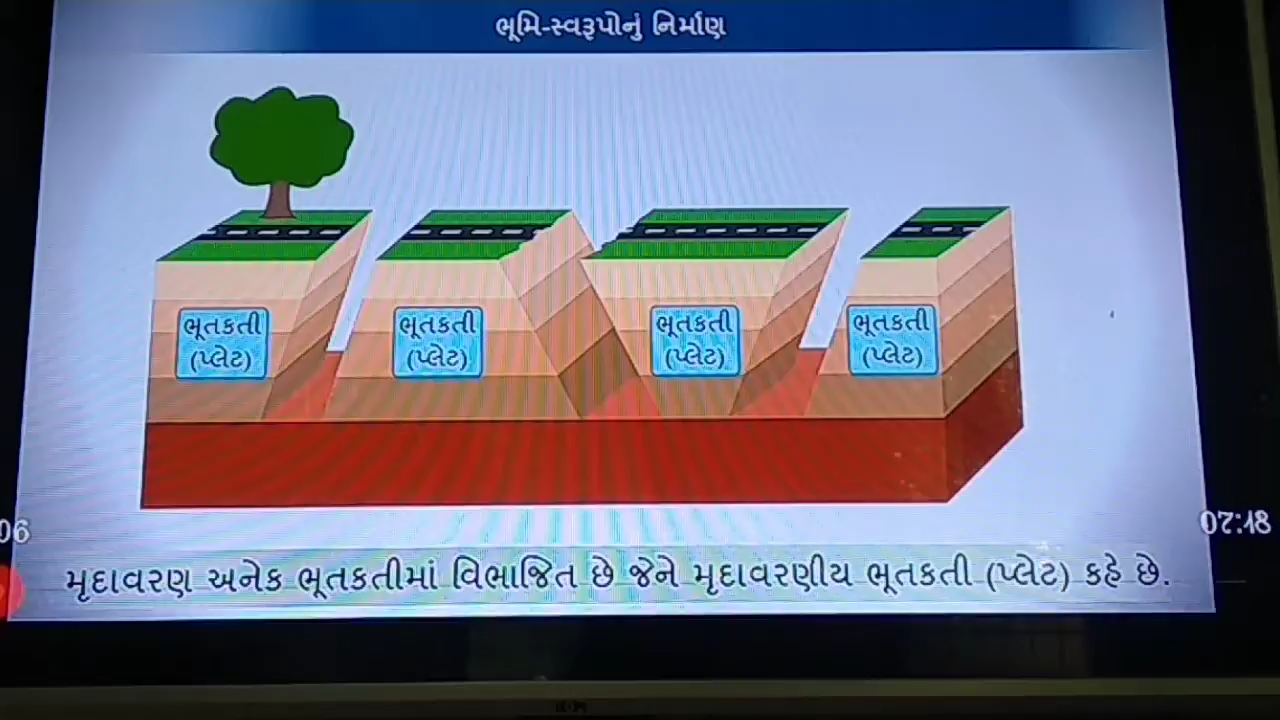 ભૂમિ-સ્વરૂપોનું નિર્માણ
ભૂતકતી
(પ્લેટ)
ભૂતકતી
(પ્લેટ)
ભૂતકતી
(પ્લેટ)
ભૂતકતી
(પ્લેટ)
06
07:18
મૃદાવરણ અનેક ભૂતકતીમાં વિભાજિત છે જેને મૃદાવરણીય ભૂતકતી (પ્લેટ) કહે છે.